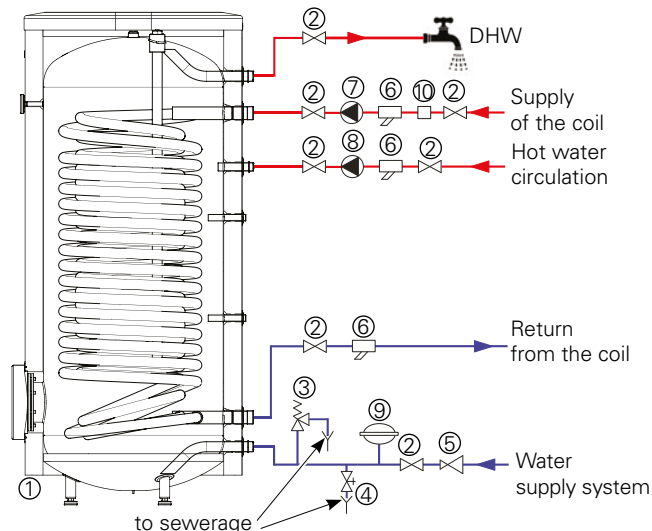 ②
DHW
② ⑦ ⑥ ⑩ ②
Supply
of the coil
② ⑧ ⑥ ②
Hot water
circulation
② ⑥
Return
from the coil
③
⑨
② ⑤
Water
supply system
①
④
to sewerage